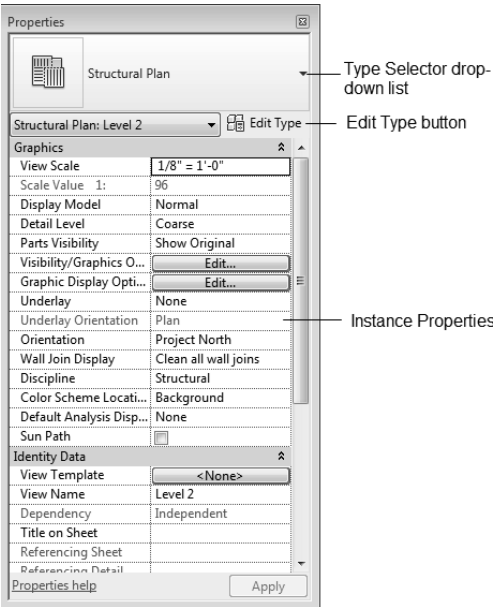 Properties
Structural Plan
Type Selector drop-
down list
Structural Plan: Level 2
Edit Type
Edit Type button
Graphics
View Scale 1/8" = 1'-0"
Scale Value 1: 96
Display Model Normal
Detail Level Coarse
Parts Visibility Show Original
Visibility/Graphics O... Edit...
Graphic Display Opti... Edit...
Underlay None
Underlay Orientation Plan
Instance Properties
Orientation Project North
Wall Join Display Clean all wall joins
Discipline Structural
Color Scheme Locati... Background
Default Analysis Disp... None
Sun Path
Identity Data
View Template <None>
View Name Level 2
Dependency Independent
Title on Sheet
Referencing Sheet
Referencing Detail
Properties help
Apply